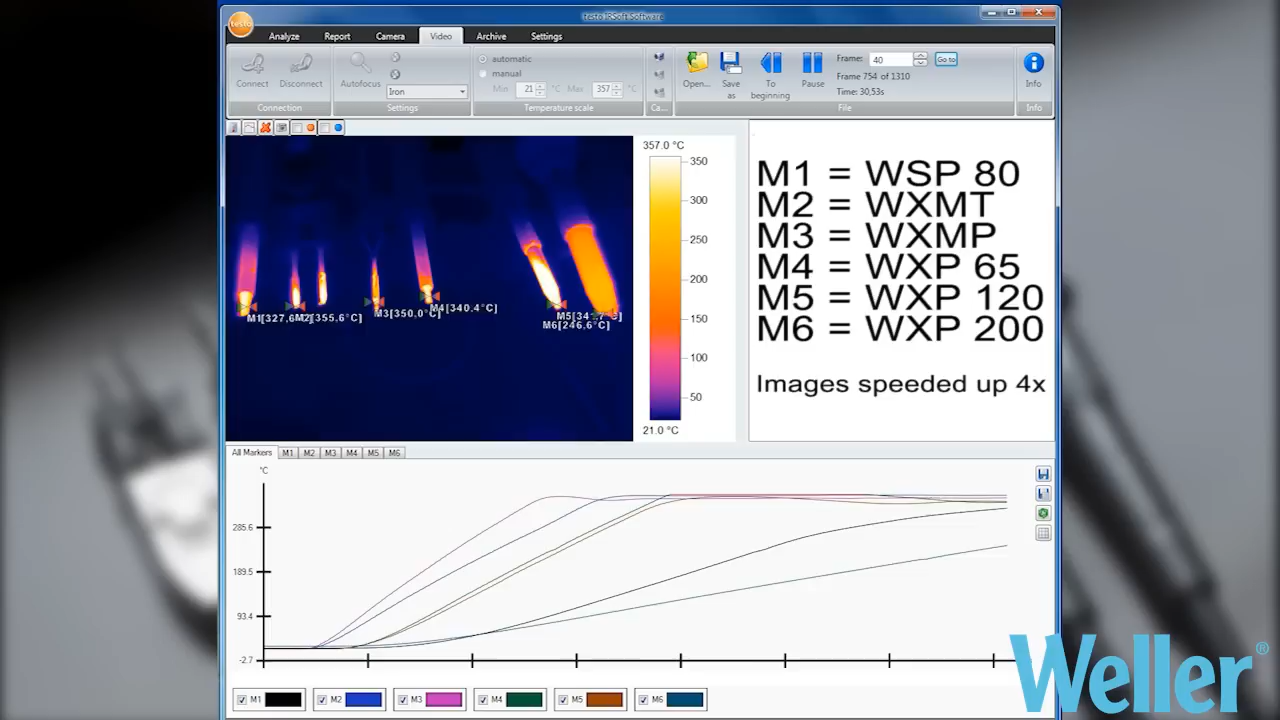 testo IRSoft Software
testo
Analyze Report Camera Video Archive Settings
Connect Disconnect Autofocus Iron automatic manual Min 21 °C Max 357 °C Open... Save as To beginning Pause Frame: 40 Go to Frame 754 of 1310 Time: 30,53s Info
Connection Settings Temperature scale Ca... File Info
357.0 °C
350
300
250
200
150
100
50
21.0 °C
M2[355.6°C]
M3[350.0°C]
M4[340.4°C]
M6[246.6°C]
M1 = WSP 80
M2 = WXMT
M3 = WXMP
M4 = WXP 65
M5 = WXP 120
M6 = WXP 200
Images speeded up 4x
All Markers M1 M2 M3 M4 M5 M6
°C
285.6
189.5
93.4
-2.7
M1 M2 M3 M4 M5 M6
Weller®